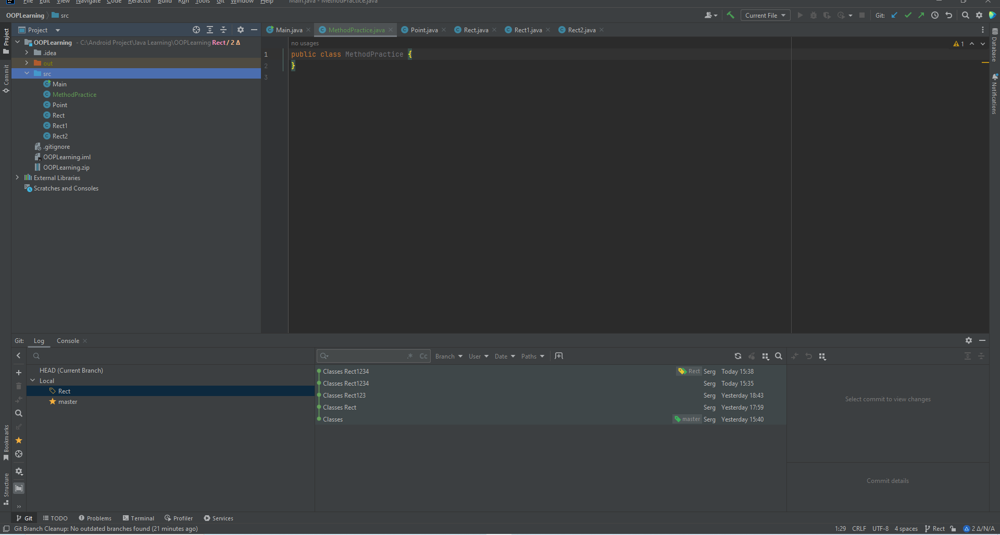 File Edit View Navigate Code Refactor Build Run Tools Git Window Help Main.java - MethodPractice.java
OOPLearning src
Current File Git:
Project
Main.java MethodPractice.java Point.java Rect.java Rect1.java Rect2.java
OOPLearning - C:\Android Project\Java Learning\OOPLearning Rect / 2 Δ
.idea
out
src
Main
MethodPractice
Point
Rect
Rect1
Rect2
.gitignore
OOPLearning.iml
OOPLearning.zip
External Libraries
Scratches and Consoles
no usages
1 public class MethodPractice {
2 }
3
1
Project
Commit
Bookmarks
Structure
Database
Notifications
Git: Log Console
HEAD (Current Branch)
Local
Rect
master
.* Cc Branch User Date Paths
Classes Rect1234 Rect Serg Today 15:38
Classes Rect1234 Serg Today 15:35
Classes Rect123 Serg Yesterday 18:43
Classes Rect Serg Yesterday 17:59
Classes master Serg Yesterday 15:40
Select commit to view changes
Commit details
Git TODO Problems Terminal Profiler Services
Git Branch Cleanup: No outdated branches found (21 minutes ago)
1:29 CRLF UTF-8 4 spaces Rect 2 Δ/N/A